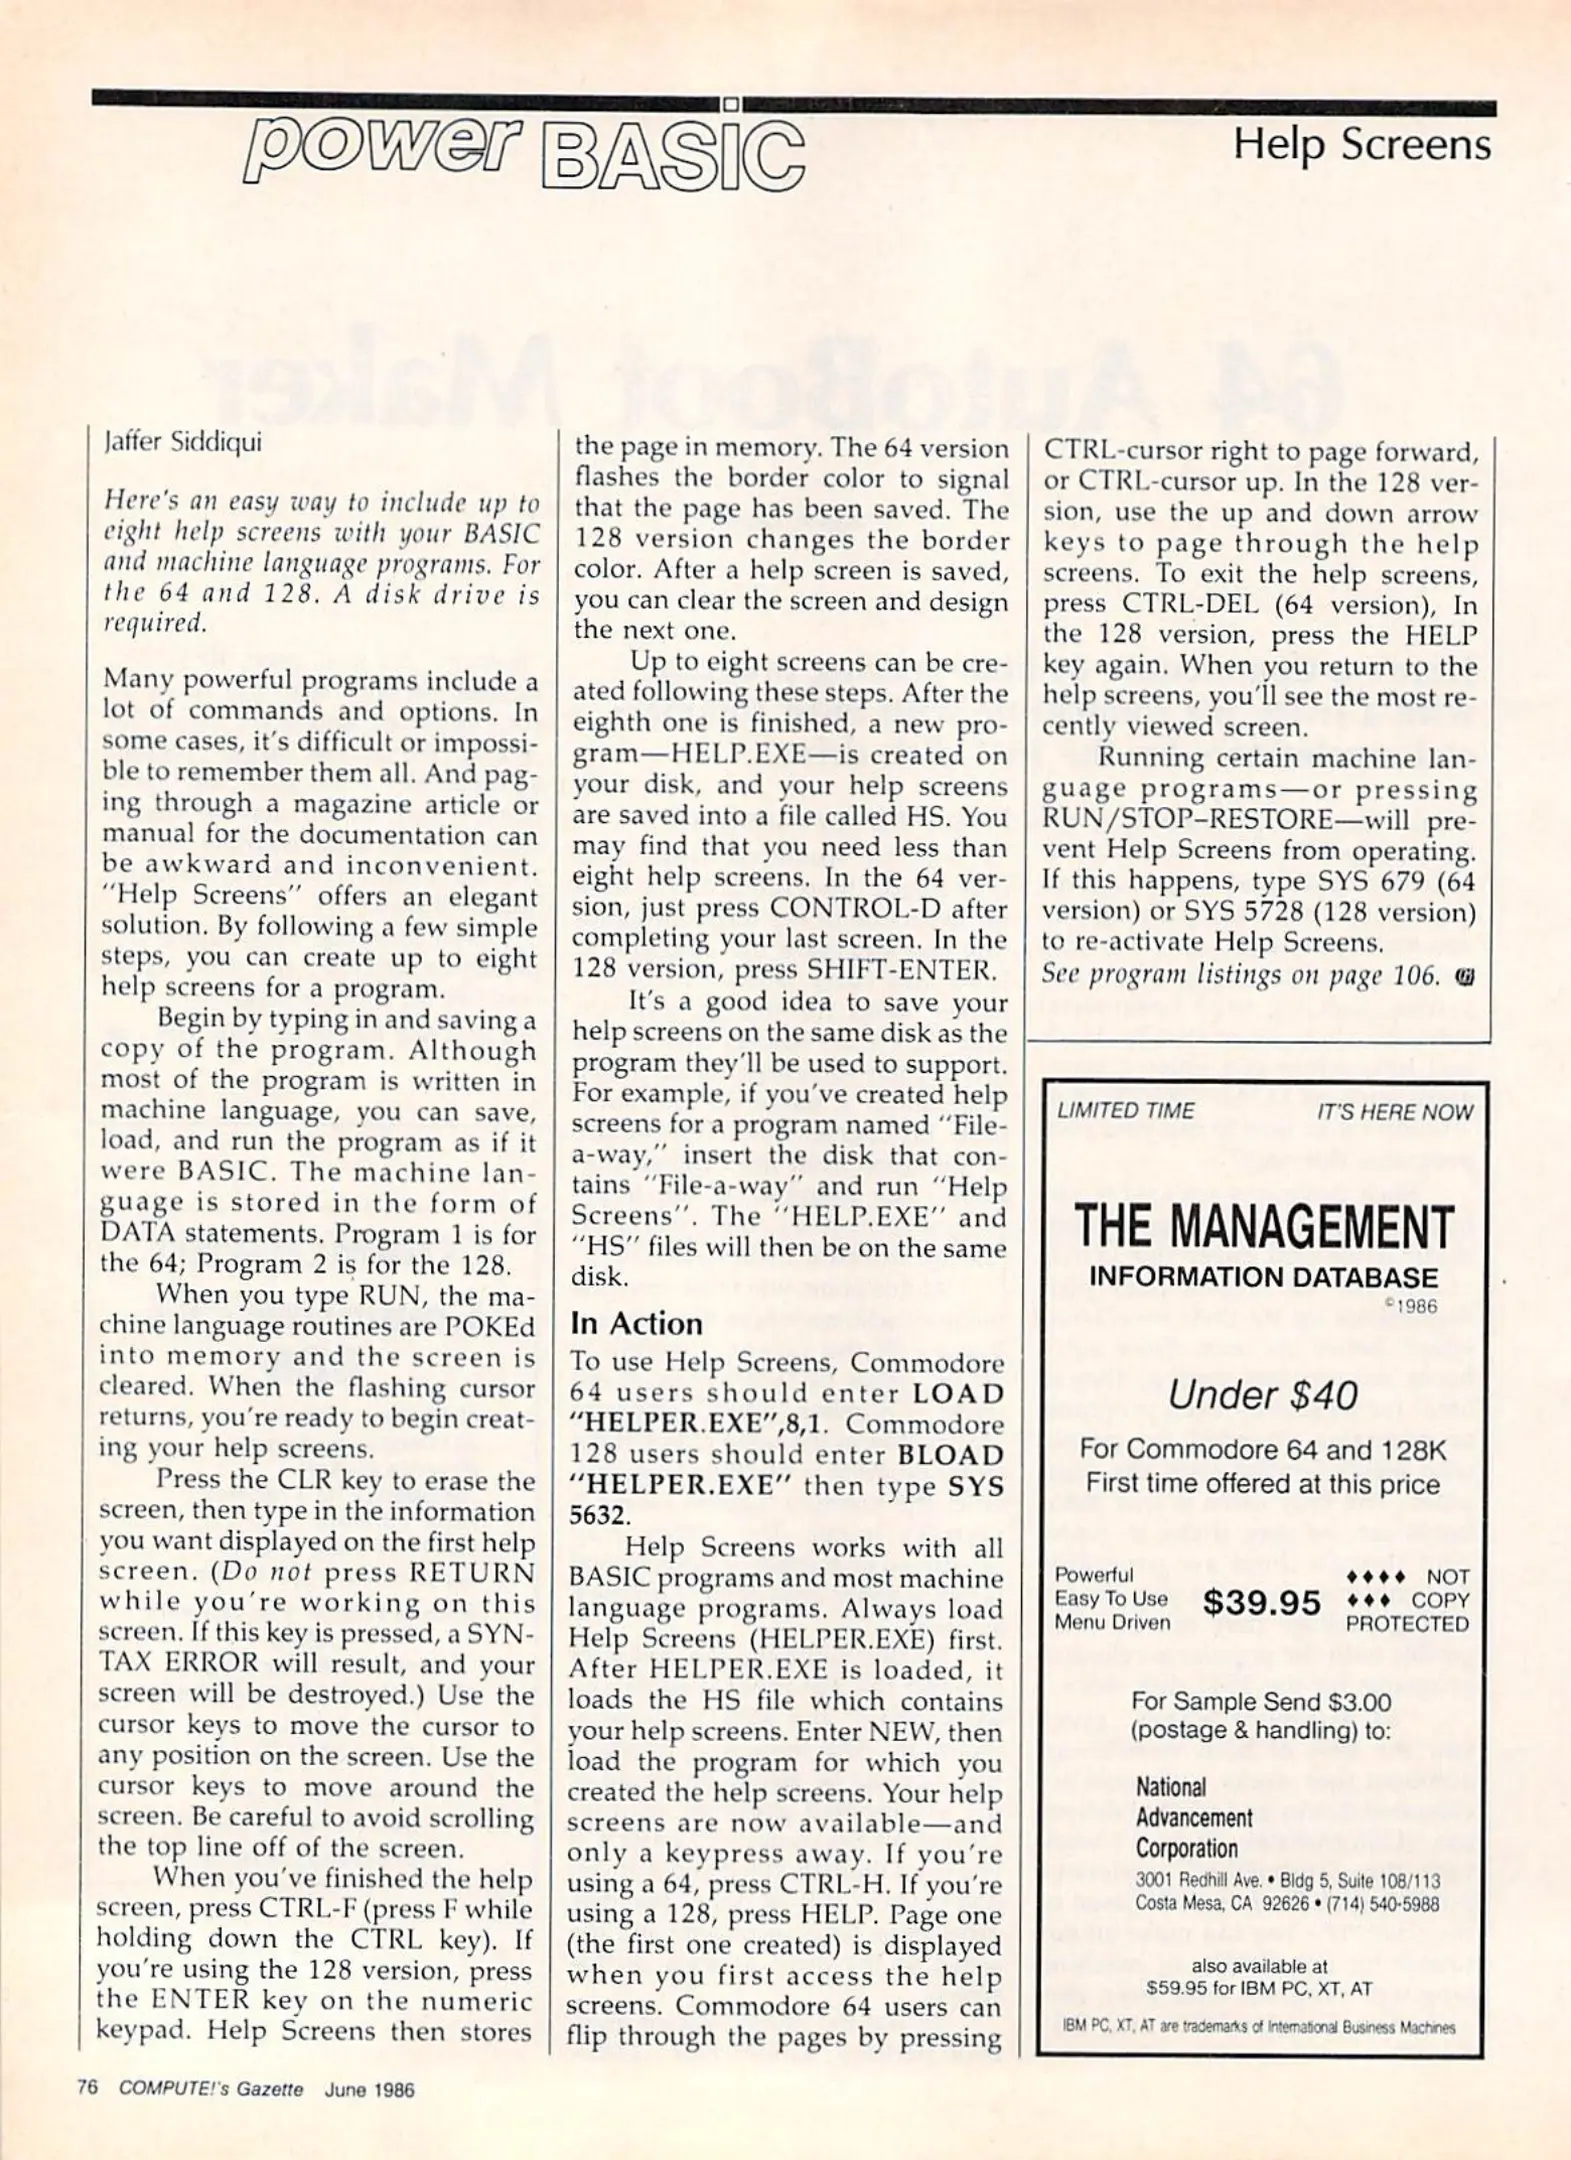 power BASIC
Help Screens
Jaffer Siddiqui
Here's an easy way to include up to
eight help screens with your BASIC
and machine language programs. For
the 64 and 128. A disk drive is
required.
Many powerful programs include a
lot of commands and options. In
some cases, it's difficult or impossi-
ble to remember them all. And pag-
ing through a magazine article or
manual for the documentation can
be awkward and inconvenient.
"Help Screens" offers an elegant
solution. By following a few simple
steps, you can create up to eight
help screens for a program.
Begin by typing in and saving a
copy of the program. Although
most of the program is written in
machine language, you can save,
load, and run the program as if it
were BASIC. The machine lan-
guage is stored in the form of
DATA statements. Program 1 is for
the 64; Program 2 is for the 128.
When you type RUN, the ma-
chine language routines are POKEd
into memory and the screen is
cleared. When the flashing cursor
returns, you're ready to begin creat-
ing your help screens.
Press the CLR key to erase the
screen, then type in the information
you want displayed on the first help
screen. (Do not press RETURN
while you're working on this
screen. If this key is pressed, a SYN-
TAX ERROR will result, and your
screen will be destroyed.) Use the
cursor keys to move the cursor to
any position on the screen. Use the
cursor keys to move around the
screen. Be careful to avoid scrolling
the top line off of the screen.
When you've finished the help
screen, press CTRL-F (press F while
holding down the CTRL key). If
you're using the 128 version, press
the ENTER key on the numeric
keypad. Help Screens then stores
the page in memory. The 64 version
flashes the border color to signal
that the page has been saved. The
128 version changes the border
color. After a help screen is saved,
you can clear the screen and design
the next one.
Up to eight screens can be cre-
ated following these steps. After the
eighth one is finished, a new pro-
gram—HELP.EXE—is created on
your disk, and your help screens
are saved into a file called HS. You
may find that you need less than
eight help screens. In the 64 ver-
sion, just press CONTROL-D after
completing your last screen. In the
128 version, press SHIFT-ENTER.
It's a good idea to save your
help screens on the same disk as the
program they'll be used to support.
For example, if you've created help
screens for a program named "File-
a-way," insert the disk that con-
tains "File-a-way" and run "Help
Screens". The "HELP.EXE" and
"HS" files will then be on the same
disk.
In Action
To use Help Screens, Commodore
64 users should enter LOAD
"HELPER.EXE",8,1. Commodore
128 users should enter BLOAD
"HELPER.EXE" then type SYS
5632.
Help Screens works with all
BASIC programs and most machine
language programs. Always load
Help Screens (HELPER.EXE) first.
After HELPER.EXE is loaded, it
loads the HS file which contains
your help screens. Enter NEW, then
load the program for which you
created the help screens. Your help
screens are now available—and
only a keypress away. If you're
using a 64, press CTRL-H. If you're
using a 128, press HELP. Page one
(the first one created) is displayed
when you first access the help
screens. Commodore 64 users can
flip through the pages by pressing
CTRL-cursor right to page forward,
or CTRL-cursor up. In the 128 ver-
sion, use the up and down arrow
keys to page through the help
screens. To exit the help screens,
press CTRL-DEL (64 version), In
the 128 version, press the HELP
key again. When you return to the
help screens, you'll see the most re-
cently viewed screen.
Running certain machine lan-
guage programs—or pressing
RUN/STOP–RESTORE—will pre-
vent Help Screens from operating.
If this happens, type SYS 679 (64
version) or SYS 5728 (128 version)
to re-activate Help Screens.
See program listings on page 106.
LIMITED TIME IT'S HERE NOW
THE MANAGEMENT
INFORMATION DATABASE
©1986
Under $40
For Commodore 64 and 128K
First time offered at this price
Powerful
Easy To Use
Menu Driven
$39.95
♦♦♦♦ NOT
♦♦♦ COPY
PROTECTED
For Sample Send $3.00
(postage & handling) to:
National
Advancement
Corporation
3001 Redhill Ave. • Bldg 5, Suite 108/113
Costa Mesa, CA 92626 • (714) 540-5988
also available at
$59.95 for IBM PC, XT, AT
IBM PC, XT, AT are trademarks of International Business Machines
76 COMPUTE!'s Gazette June 1986